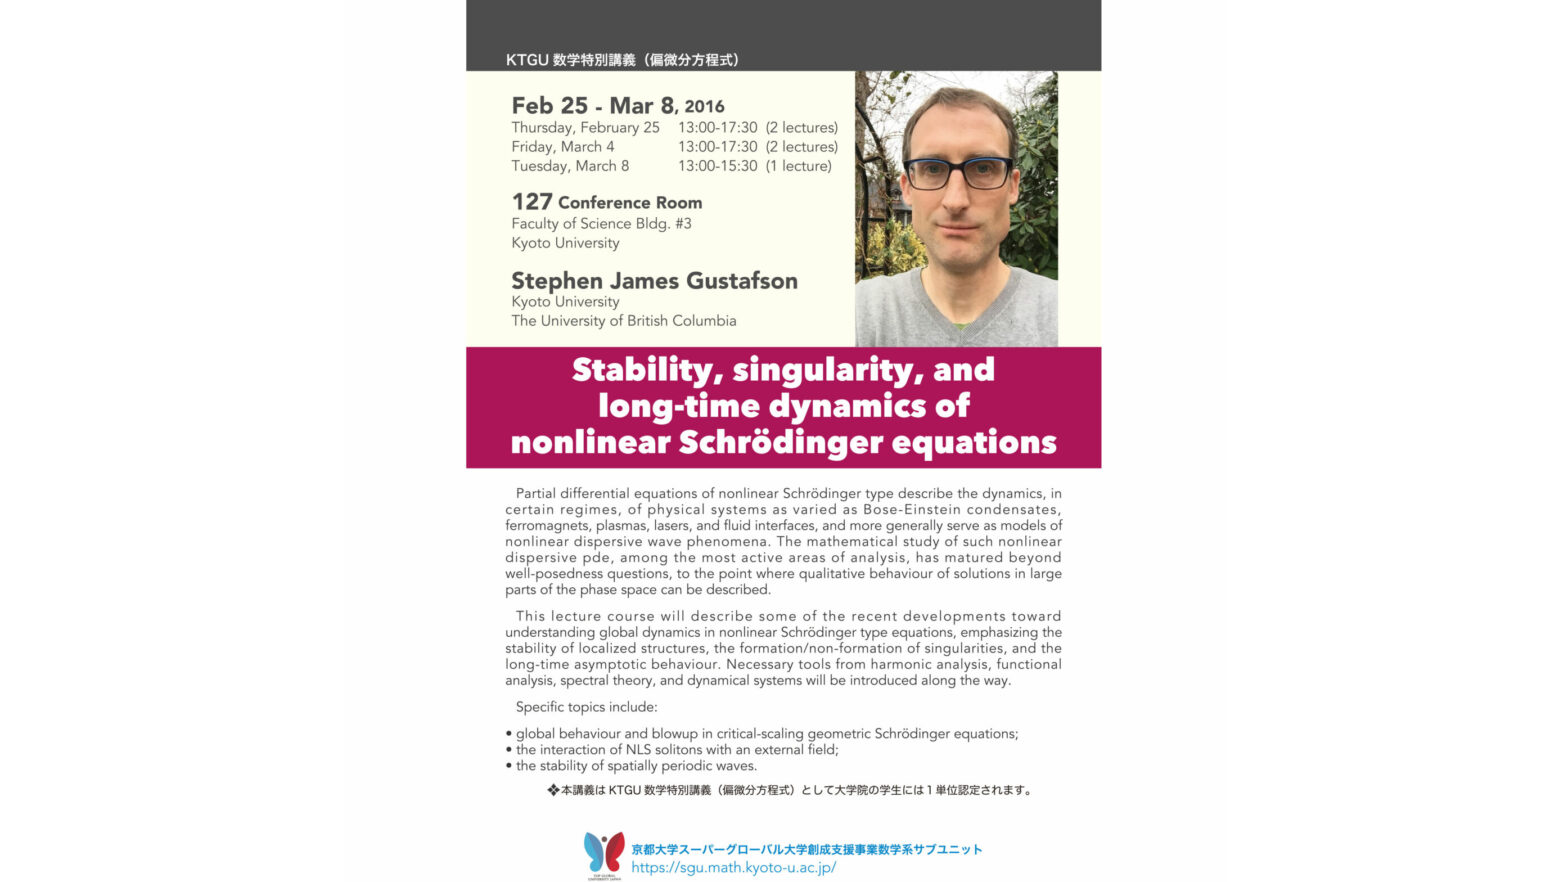 KTGU 数学特別講義（偏微分方程式）
Feb 25 - Mar 8, 2016
Thursday, February 25 13:00-17:30 (2 lectures)
Friday, March 4 13:00-17:30 (2 lectures)
Tuesday, March 8 13:00-15:30 (1 lecture)
127 Conference Room
Faculty of Science Bldg. #3
Kyoto University
Stephen James Gustafson
Kyoto University
The University of British Columbia
Stability, singularity, and
long-time dynamics of
nonlinear Schrödinger equations
Partial differential equations of nonlinear Schrödinger type describe the dynamics, in
certain regimes, of physical systems as varied as Bose-Einstein condensates,
ferromagnets, plasmas, lasers, and fluid interfaces, and more generally serve as models of
nonlinear dispersive wave phenomena. The mathematical study of such nonlinear
dispersive pde, among the most active areas of analysis, has matured beyond
well-posedness questions, to the point where qualitative behaviour of solutions in large
parts of the phase space can be described.
This lecture course will describe some of the recent developments toward
understanding global dynamics in nonlinear Schrödinger type equations, emphasizing the
stability of localized structures, the formation/non-formation of singularities, and the
long-time asymptotic behaviour. Necessary tools from harmonic analysis, functional
analysis, spectral theory, and dynamical systems will be introduced along the way.
Specific topics include:
• global behaviour and blowup in critical-scaling geometric Schrödinger equations;
• the interaction of NLS solitons with an external field;
• the stability of spatially periodic waves.
❖本講義は KTGU 数学特別講義（偏微分方程式）として大学院の学生には 1 単位認定されます。
京都大学スーパーグローバル大学創成支援事業数学系サブユニット
https://sgu.math.kyoto-u.ac.jp/
TOP GLOBAL
UNIVERSITY JAPAN